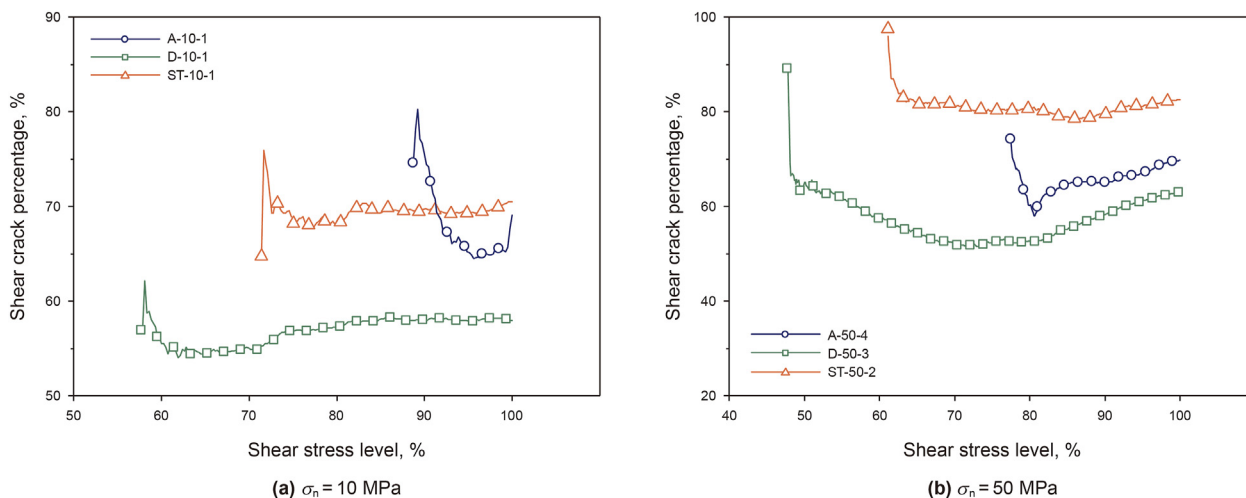 90
80
70
60
50
Shear crack percentage, %
A-10-1
D-10-1
ST-10-1
50
60
70
80
90
100
Shear stress level, %
(a) σn = 10 MPa
100
80
60
40
20
Shear crack percentage, %
A-50-4
D-50-3
ST-50-2
40
50
60
70
80
90
100
Shear stress level, %
(b) σn = 50 MPa